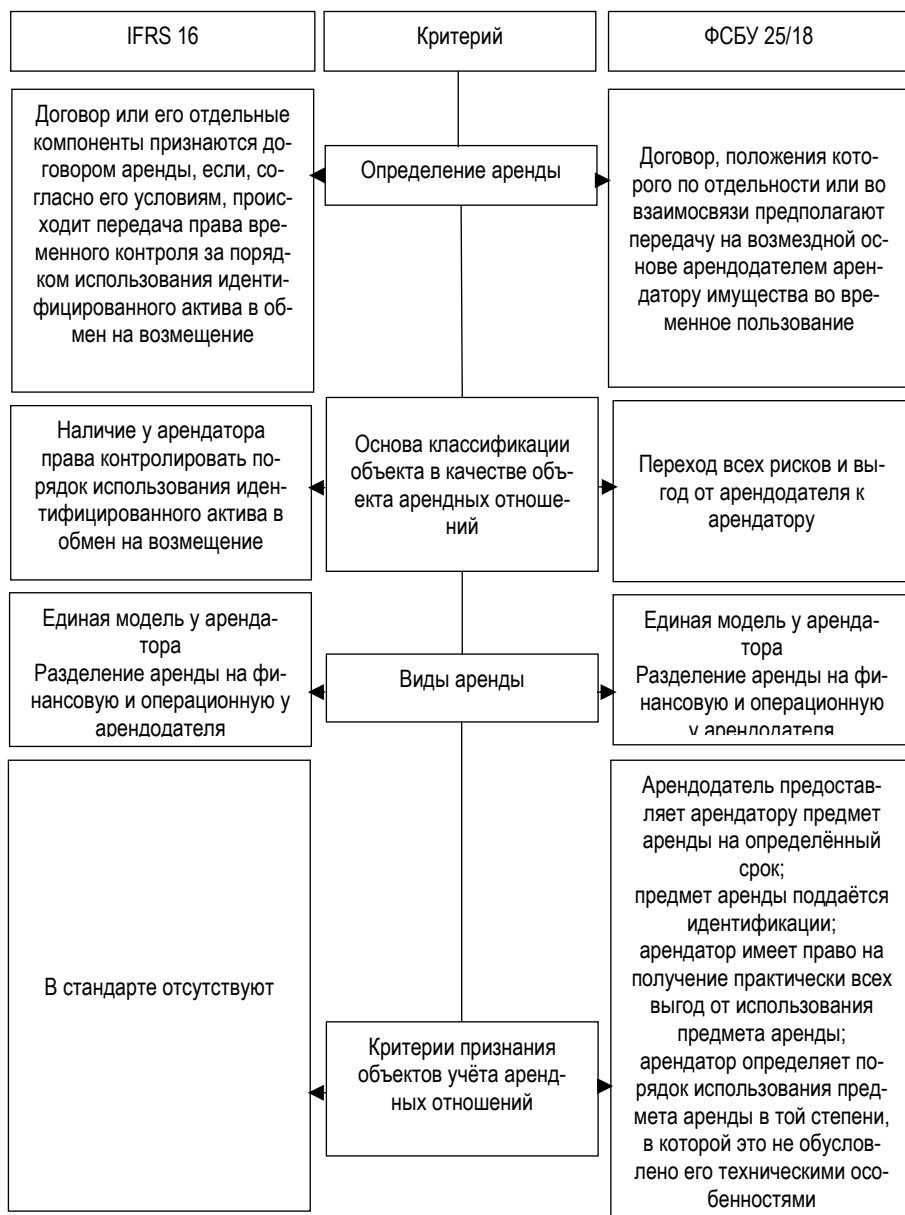 IFRS 16
Критерий
ФСБУ 25/18
Договор или его отдельные
компоненты признаются до-
говором аренды, если, со-
гласно его условиям, проис-
ходит передача права вре-
менного контроля за поряд-
ком использования иденти-
фицированного актива в об-
мен на возмещение
Определение аренды
Договор, положения кото-
рого по отдельности или во
взаимосвязи предполагают
передачу на возмездной ос-
нове арендодателем арен-
датору имущества во вре-
менное пользование
Наличие у арендатора
права контролировать по-
рядок использования иден-
тифицированного актива в
обмен на возмещение
Основа классификации
объекта в качестве объ-
екта арендных отноше-
ний
Переход всех рисков и вы-
год от арендодателя к
арендатору
Единая модель у аренда-
тора
Разделение аренды на фи-
нансовую и операционную у
арендодателя
Виды аренды
Единая модель у аренда-
тора
Разделение аренды на фи-
нансовую и операционную
у арендодателя
В стандарте отсутствуют
Критерии признания
объектов учёта аренд-
ных отношений
Арендодатель предостав-
ляет арендатору предмет
аренды на определённый
срок;
предмет аренды поддаётся
идентификации;
арендатор имеет право на
получение практически всех
выгод от использования
предмета аренды;
арендатор определяет по-
рядок использования пред-
мета аренды в той степени,
в которой это не обуслов-
лено его техническими осо-
бенностями